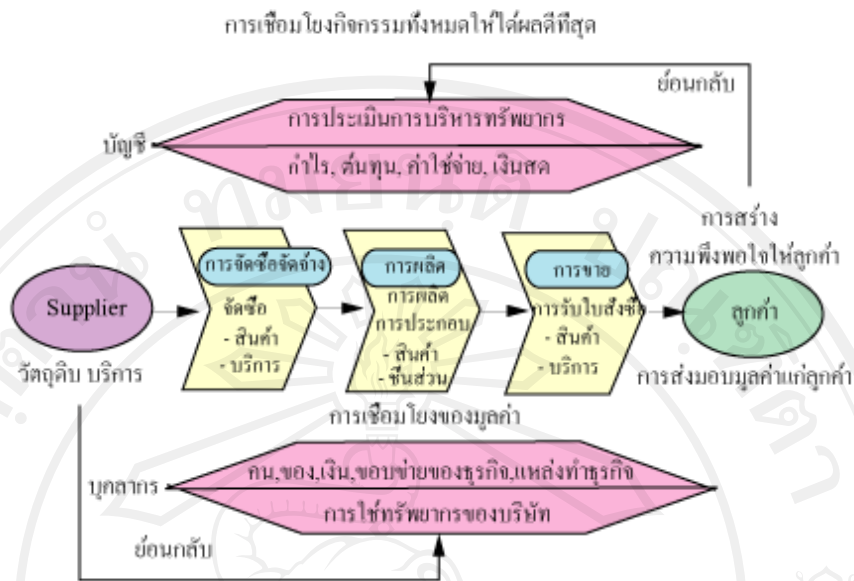 การเชื่อมโยงกิจกรรมทั้งหมดให้ได้ผลดีที่สุด
ย้อนกลับ
การประเมินการบริหารทรัพยากร
บัญชี
กำไร, ต้นทุน, ค่าใช้จ่าย, เงินสด
การสร้าง
ความพึงพอใจให้ลูกค้า
การจัดซื้อจัดจ้าง
การผลิต
การขาย
Supplier
จัดซื้อ
- สินค้า
- บริการ
การผลิต
การประกอบ
- สินค้า
- ชิ้นส่วน
การรับใบสั่งซื้อ
- สินค้า
- บริการ
ลูกค้า
วัตถุดิบ บริการ
การส่งมอบมูลค่าแก่ลูกค้า
การเชื่อมโยงของมูลค่า
คน,ของ,เงิน,ขอบข่ายของธุรกิจ,แหล่งทำธุรกิจ
บุคลากร
การใช้ทรัพยากรของบริษัท
ย้อนกลับ